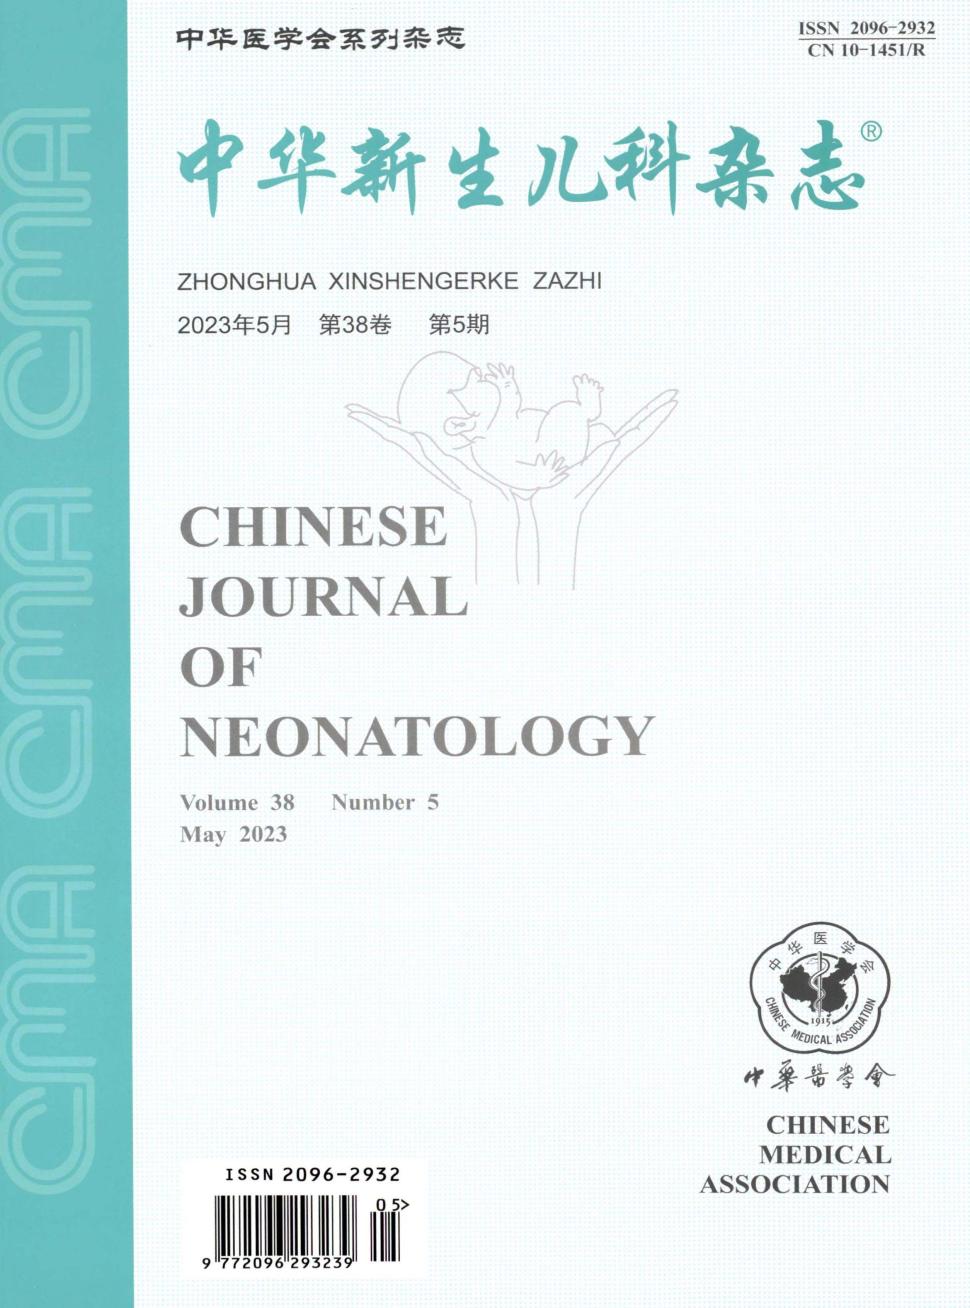 中华医学会系列杂志
ISSN 2096-2932
CN 10-1451/R
中华新生儿科杂志®
ZHONGHUA XINSHENGERKE ZAZHI
2023年5月 第38卷 第5期
CHINESE
JOURNAL
OF
NEONATOLOGY
Volume 38 Number 5
May 2023
CMA CMA CMA
中华医学会
1915
CHINESE MEDICAL ASSOCIATION
中華醫學會
CHINESE
MEDICAL
ASSOCIATION
ISSN 2096-2932
05>
9 772096 293239